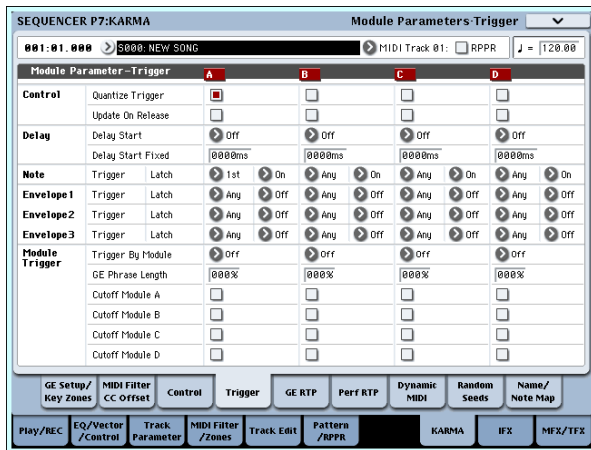 SEQUENCER P7:KARMA Module Parameters-Trigger
001:01.000 S000: NEW SONG MIDI Track 01: RPPR ♩ = 120.00
Module Parameter-Trigger A B C D
Control Quantize Trigger
Update On Release
Delay Delay Start Off Off Off Off
Delay Start Fixed 0000ms 0000ms 0000ms 0000ms
Note Trigger Latch 1st On Any On Any On Any On
Envelope1 Trigger Latch Any Off Any Off Any Off Any Off
Envelope2 Trigger Latch Any Off Any Off Any Off Any Off
Envelope3 Trigger Latch Any Off Any Off Any Off Any Off
Module Trigger Trigger By Module Off Off Off Off
GE Phrase Length 000% 000% 000% 000%
Cutoff Module A
Cutoff Module B
Cutoff Module C
Cutoff Module D
GE Setup/ Key Zones MIDI Filter CC Offset Control Trigger GE RTP Perf RTP Dynamic MIDI Random Seeds Name/ Note Map
Play/REC EQ/Vector /Control Track Parameter MIDI Filter /Zones Track Edit Pattern /RPPR KARMA IFX MFX/TFX